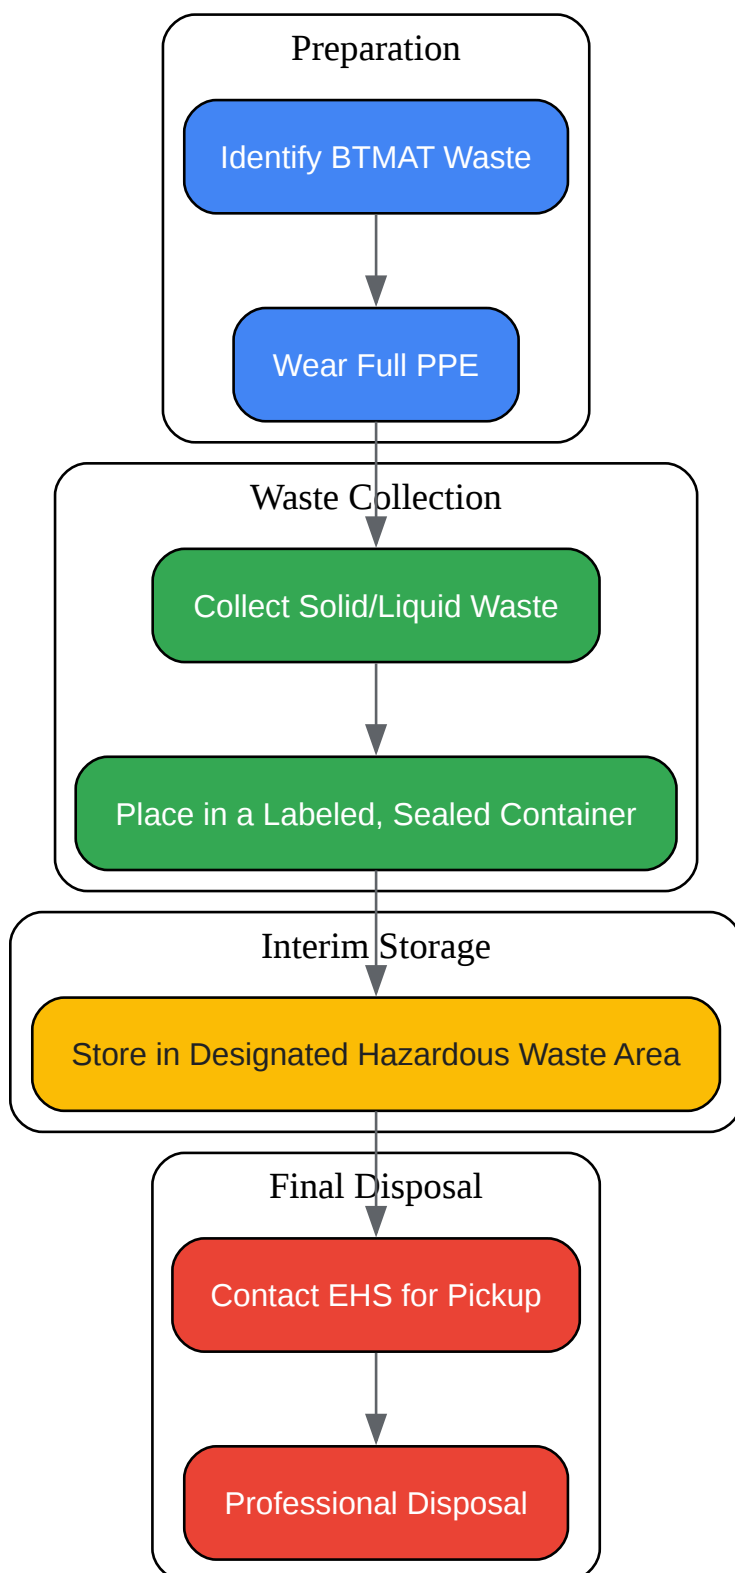 Preparation
Identify BTMAT Waste
Wear Full PPE
Waste Collection
Collect Solid/Liquid Waste
Place in a Labeled, Sealed Container
Interim Storage
Store in Designated Hazardous Waste Area
Final Disposal
Contact EHS for Pickup
Professional Disposal